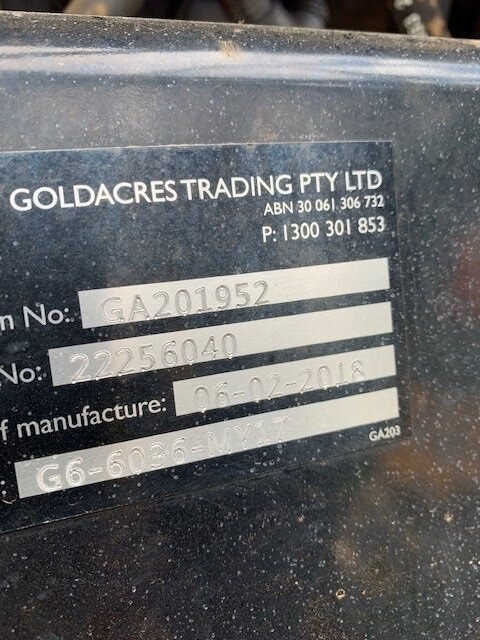 GOLDACRES TRADING PTY LTD
ABN 30 061 306 732
P: 1300 301 853
n No: GA201952
No: 22256040
f manufacture: 06-02-2018
G6-6036-MY17
GA203